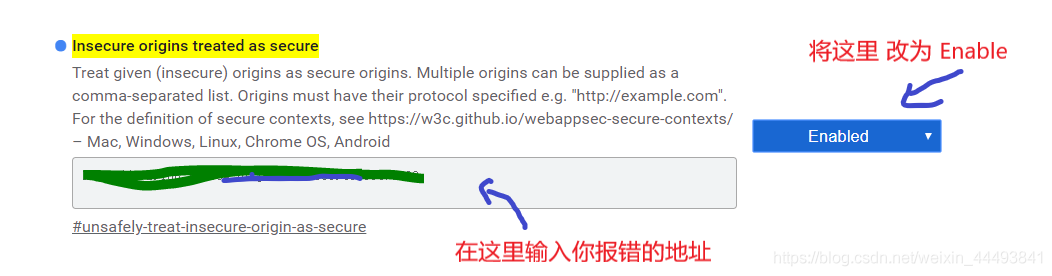 Insecure origins treated as secure
将这里 改为 Enable
Treat given (insecure) origins as secure origins. Multiple origins can be supplied as a
comma-separated list. Origins must have their protocol specified e.g. "http://example.com".
For the definition of secure contexts, see https://w3c.github.io/webappsec-secure-contexts/
– Mac, Windows, Linux, Chrome OS, Android
Enabled
#unsafely-treat-insecure-origin-as-secure
在这里输入你报错的地址
https://blog.csdn.net/weixin_44493841